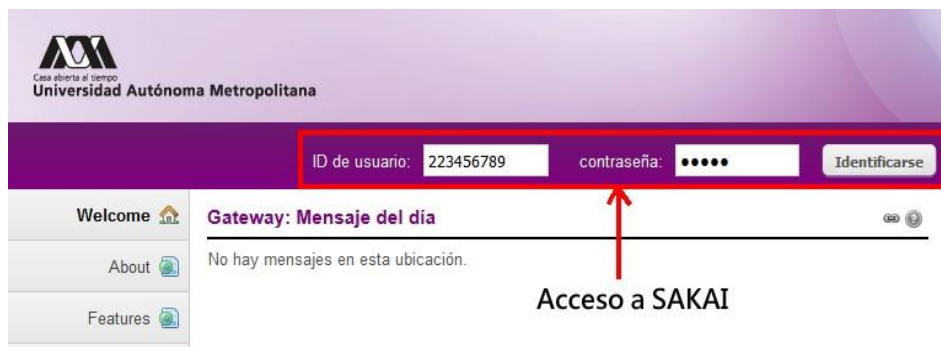 Casa abierta al tiempo
Universidad Autónoma Metropolitana
ID de usuario: 223456789 contraseña: ••••• Identificarse
Welcome
Gateway: Mensaje del día
About
No hay mensajes en esta ubicación.
Features
Acceso a SAKAI